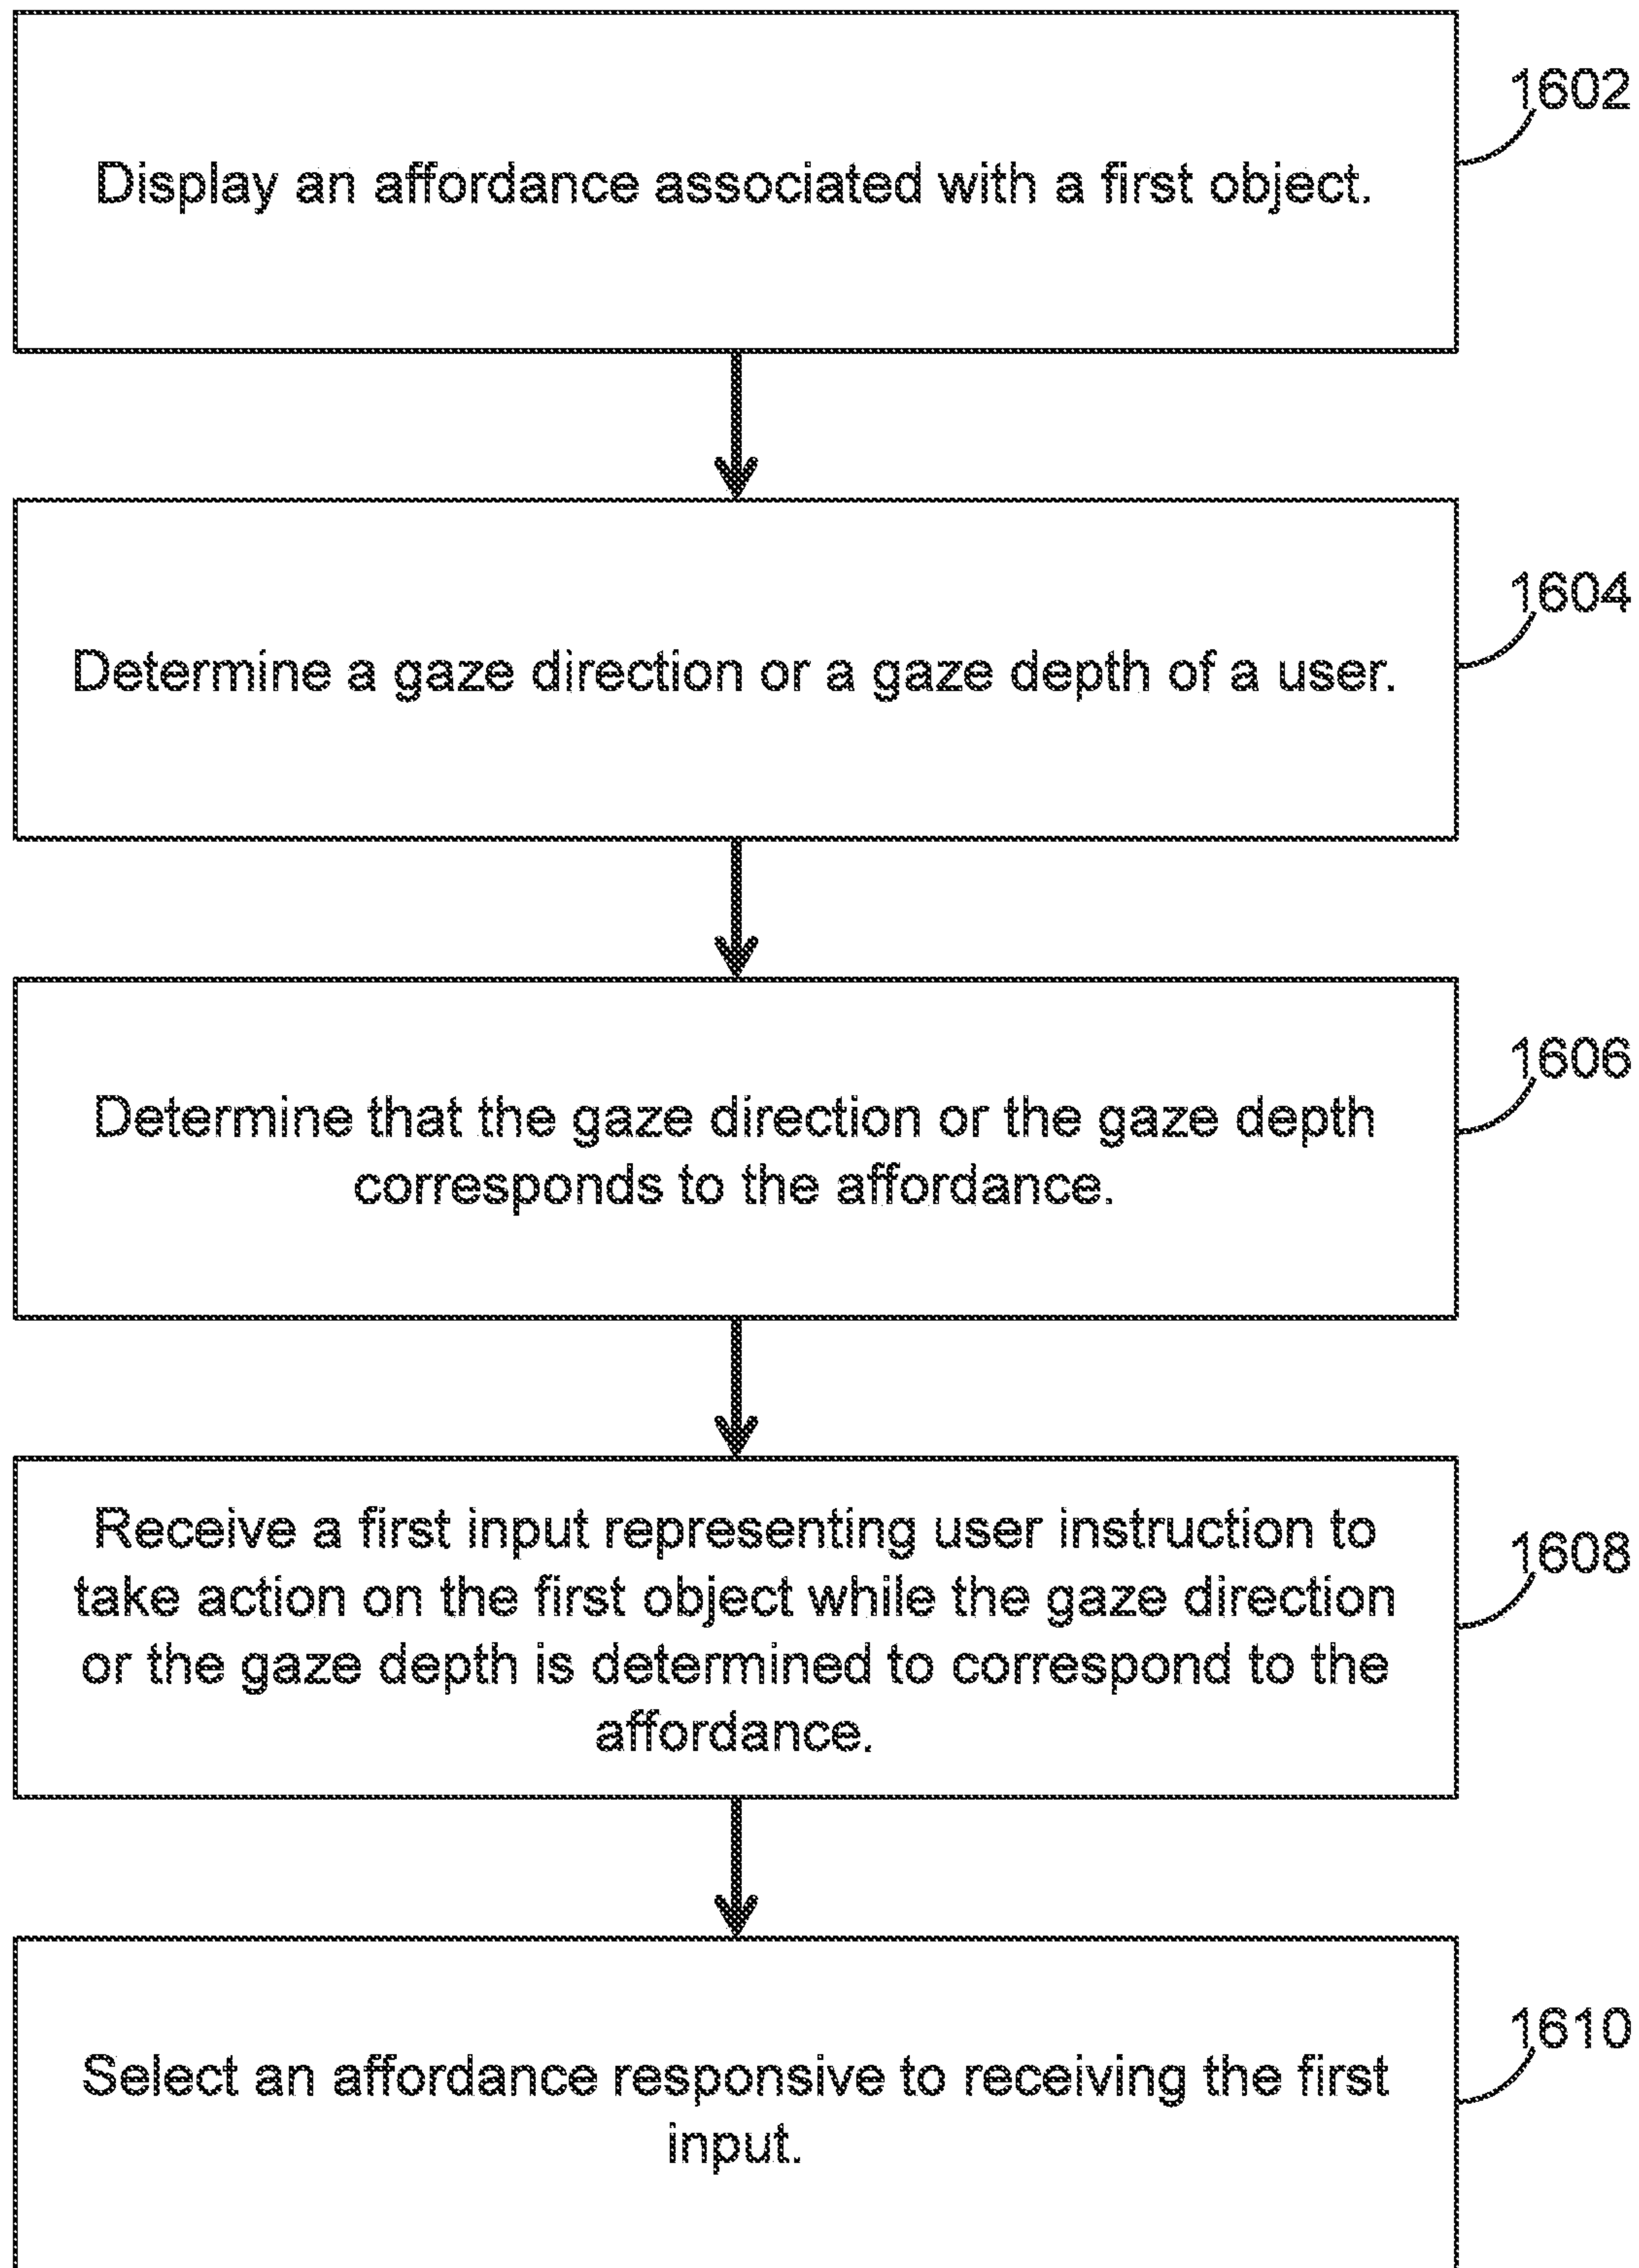 1602
Display an affordance associated with a first object.
1604
Determine a gaze direction or a gaze depth of a user.
1606
Determine that the gaze direction or the gaze depth
corresponds to the affordance.
1608
Receive a first input representing user instruction to
take action on the first object while the gaze direction
or the gaze depth is determined to correspond to the
affordance.
1610
Select an affordance responsive to receiving the first
input.